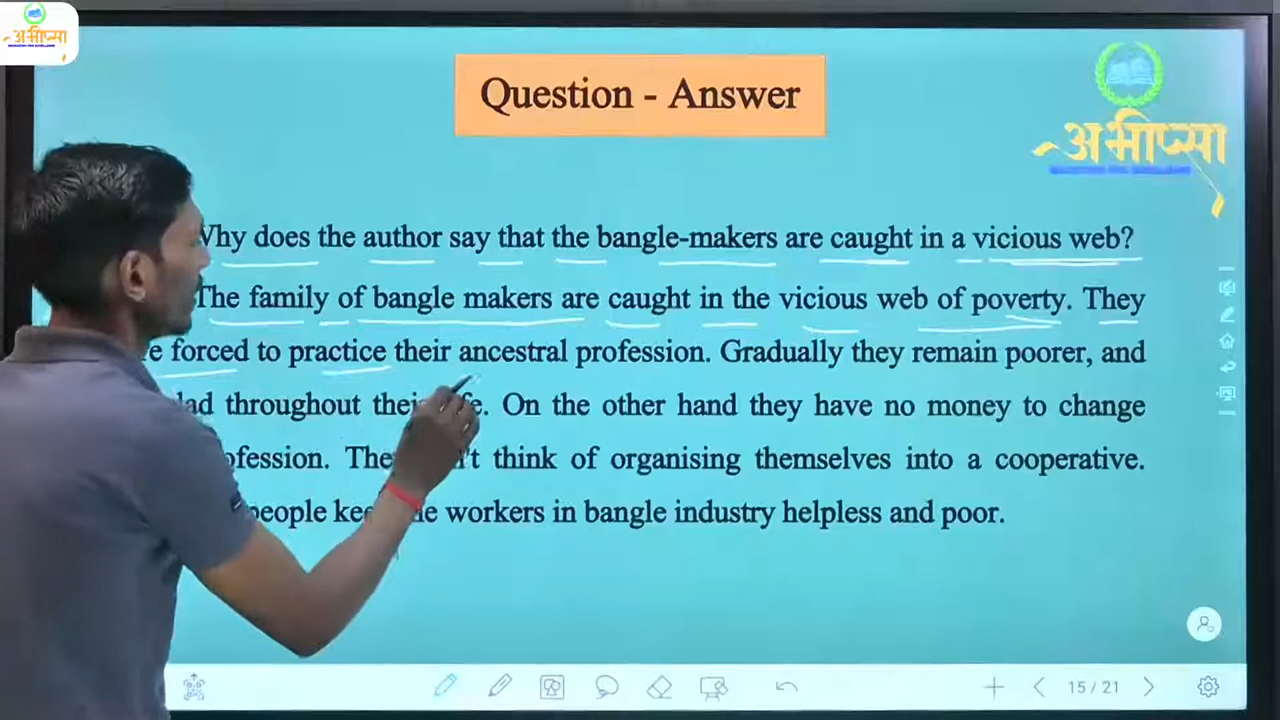 अभीप्सा
Question - Answer
अभीप्सा
Why does the author say that the bangle-makers are caught in a vicious web?
The family of bangle makers are caught in the vicious web of poverty. They
forced to practice their ancestral profession. Gradually they remain poorer, and
throughout their On the other hand they have no money to change
think of organising themselves into a cooperative.
people workers in bangle industry helpless and poor.
15 / 21